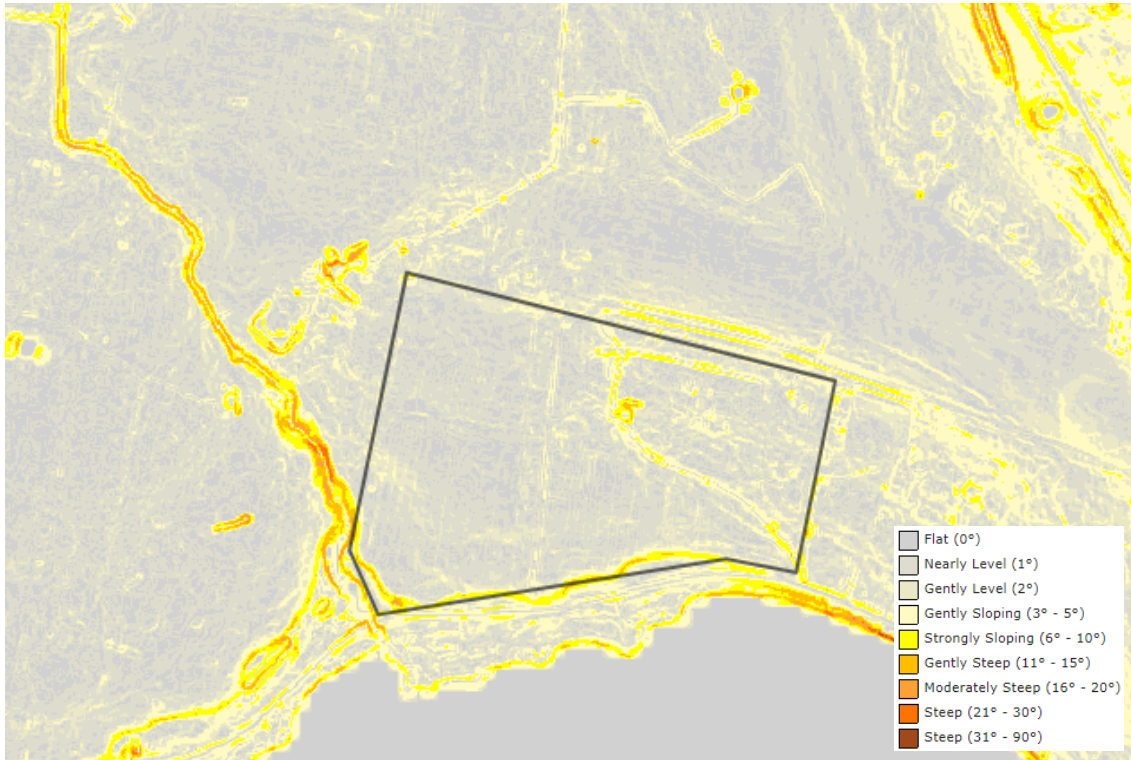 Flat (0°)
Nearly Level (1°)
Gently Level (2°)
Gently Sloping (3° - 5°)
Strongly Sloping (6° - 10°)
Gently Steep (11° - 15°)
Moderately Steep (16° - 20°)
Steep (21° - 30°)
Steep (31° - 90°)